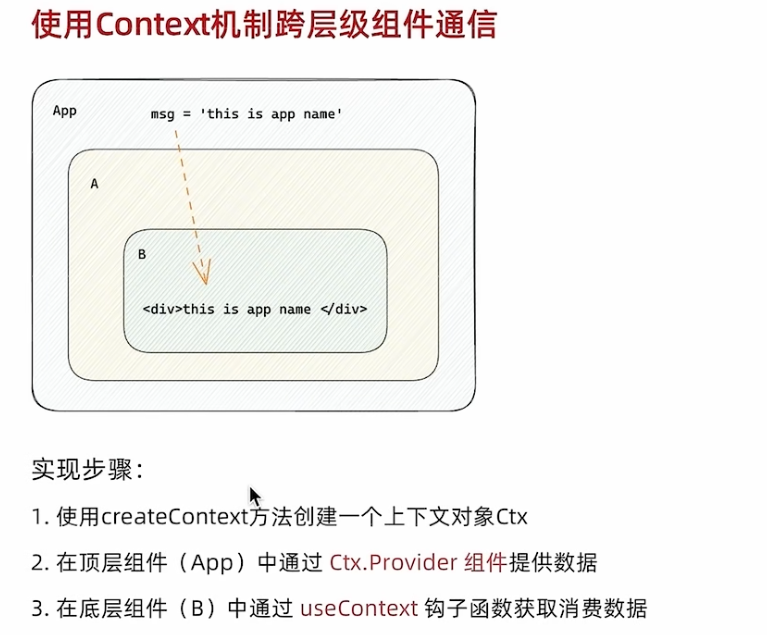 使用Context机制跨层级组件通信
App
msg = 'this is app name'
A
B
<div>this is app name </div>
实现步骤：
1. 使用createContext方法创建一个上下文对象Ctx
2. 在顶层组件（App）中通过 Ctx.Provider 组件提供数据
3. 在底层组件（B）中通过 useContext 钩子函数获取消费数据